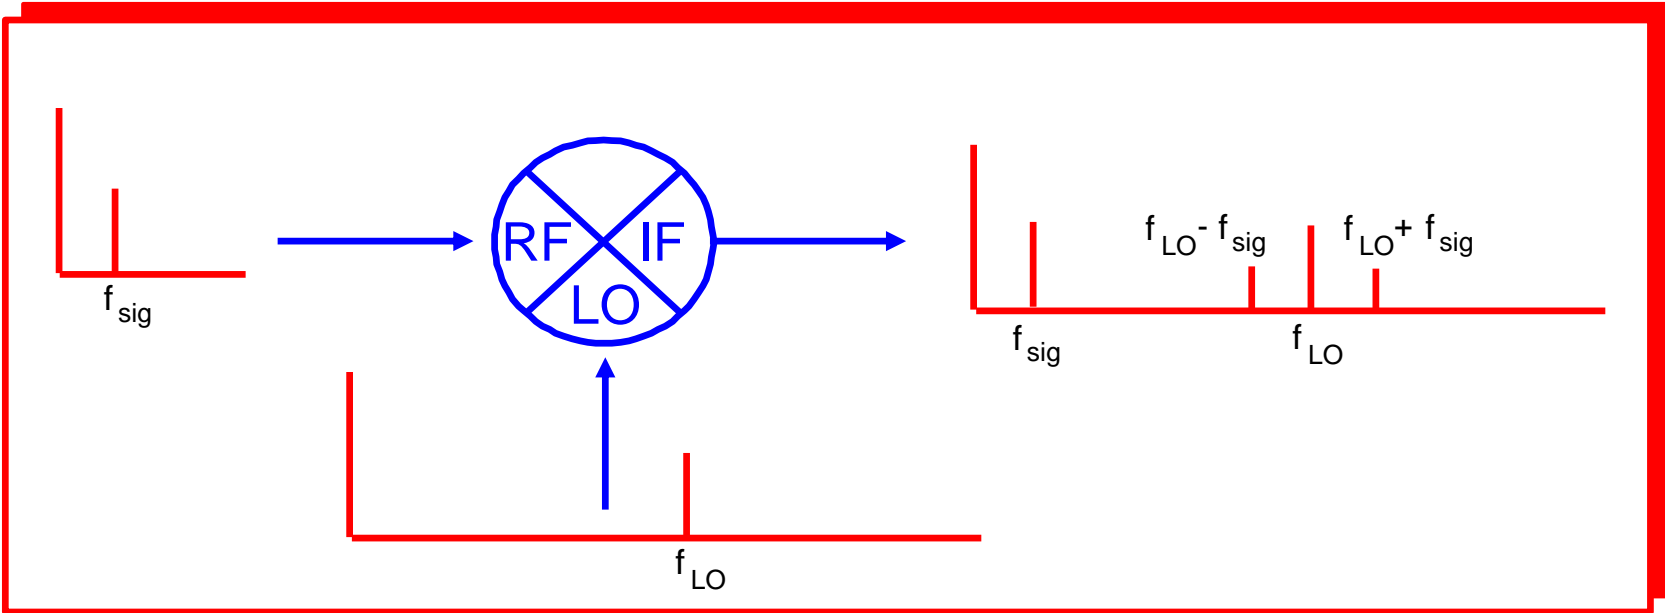 f sig
RF
IF
LO
f LO
f LO - f sig
f LO + f sig
f sig
f LO